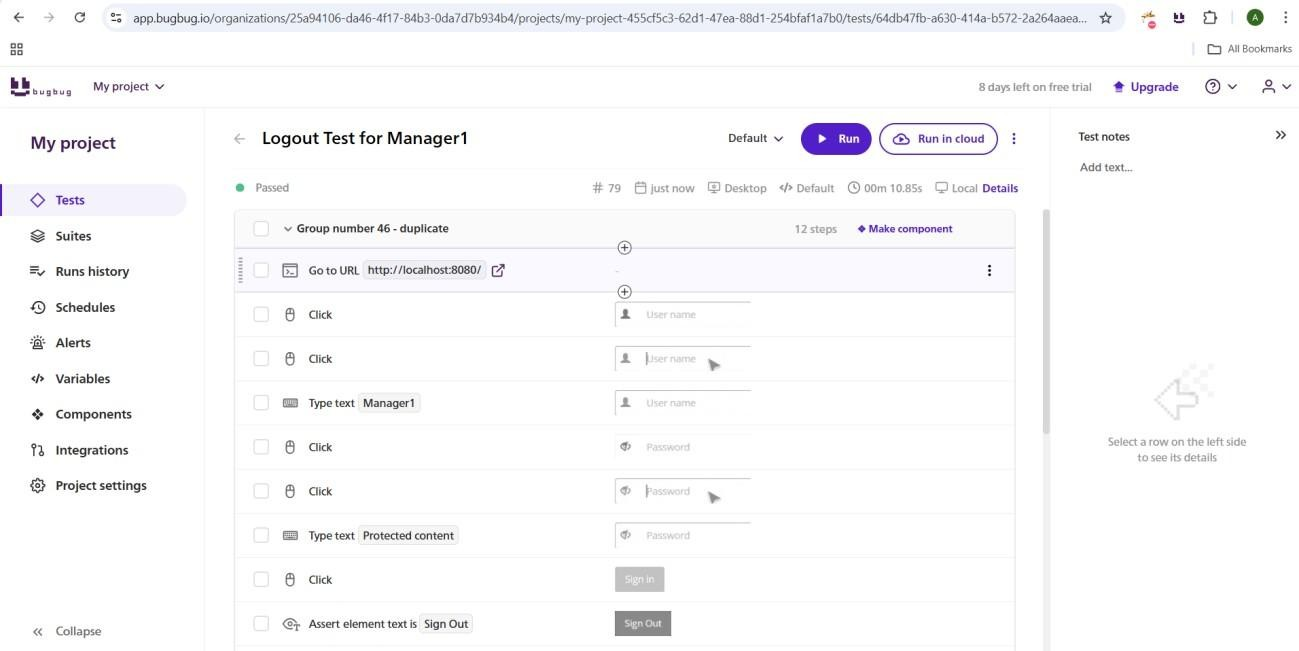 app.bugbug.io/organizations/25a94106-da46-4f17-84b3-0da7d7b934b4/projects/my-project-455cf5c3-62d1-47ea-88d1-254bfaf1a7b0/tests/64db47fb-a630-414a-b572-2a264aaea...
A
All Bookmarks
bugbug
My project
8 days left on free trial
Upgrade
My project
Tests
Suites
Runs history
Schedules
Alerts
Variables
Components
Integrations
Project settings
Collapse
Logout Test for Manager1
Default
Run
Run in cloud
Passed
# 79
just now
Desktop
Default
00m 10.85s
Local
Details
Group number 46 - duplicate
12 steps
Make component
Go to URL http://localhost:8080/
-
Click
User name
Click
User name
Type text Manager1
User name
Click
Password
Click
Password
Type text Protected content
Password
Click
Sign in
Assert element text is Sign Out
Sign Out
Test notes
Add text...
Select a row on the left side
to see its details